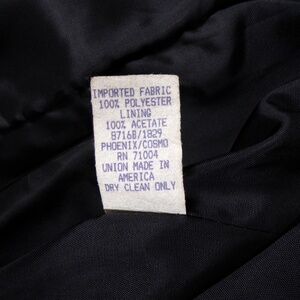 IMPORTED FABRIC
100% POLYESTER
LINING
100% ACETATE
8716B/1829
PHOENIX/COSMO
RN 71004
UNION MADE IN
AMERICA
DRY CLEAN ONLY